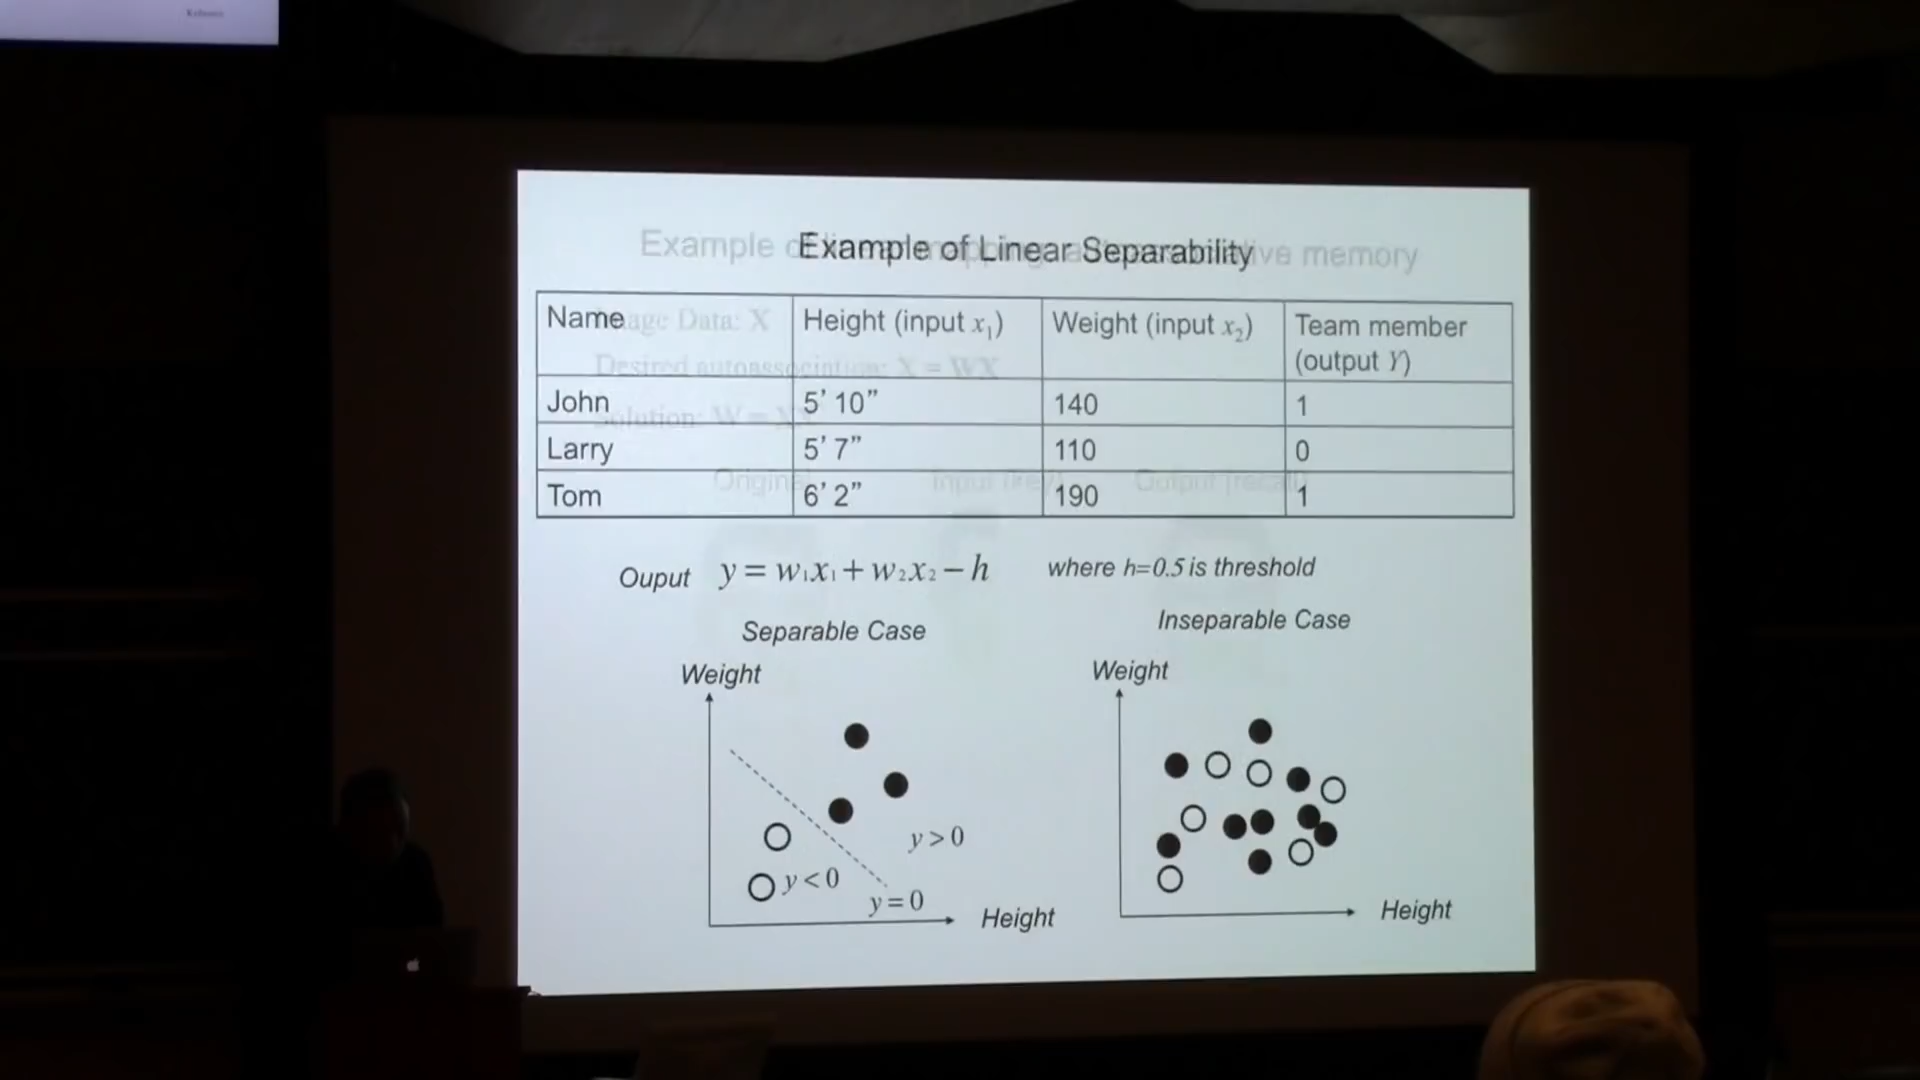 Example of Linear Separability
Name Height (input x₁) Weight (input x₂) Team member
(output Y)
John 5’ 10” 140 1
Larry 5’ 7” 110 0
Tom 6’ 2” 190 1
Ouput y = w₁x₁ + w₂x₂ − h where h=0.5 is threshold
Separable Case Inseparable Case
Weight Weight
y > 0
y < 0
y = 0
Height Height